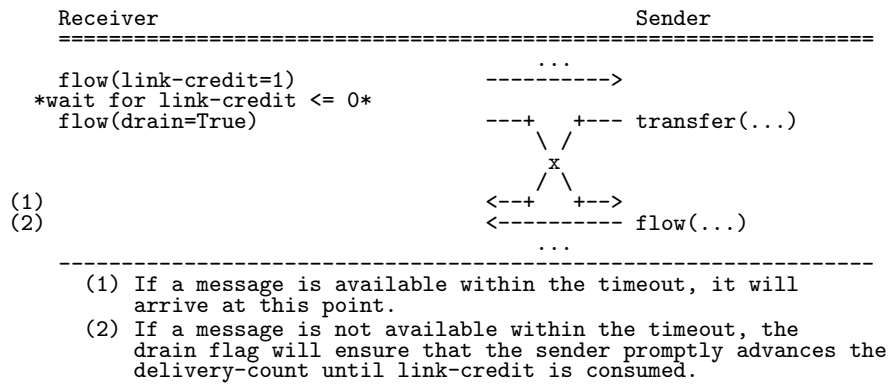 Receiver                                      Sender
=================================================================
...
flow(link-credit=1)               ---------->
*wait for link-credit <= 0*
flow(drain=True)                  ---+   +--- transfer(...)
\ /
x
/ \
(1)                               <--+   +-->
(2)                               <---------- flow(...)
...
-----------------------------------------------------------------
(1) If a message is available within the timeout, it will
arrive at this point.
(2) If a message is not available within the timeout, the
drain flag will ensure that the sender promptly advances the
delivery-count until link-credit is consumed.